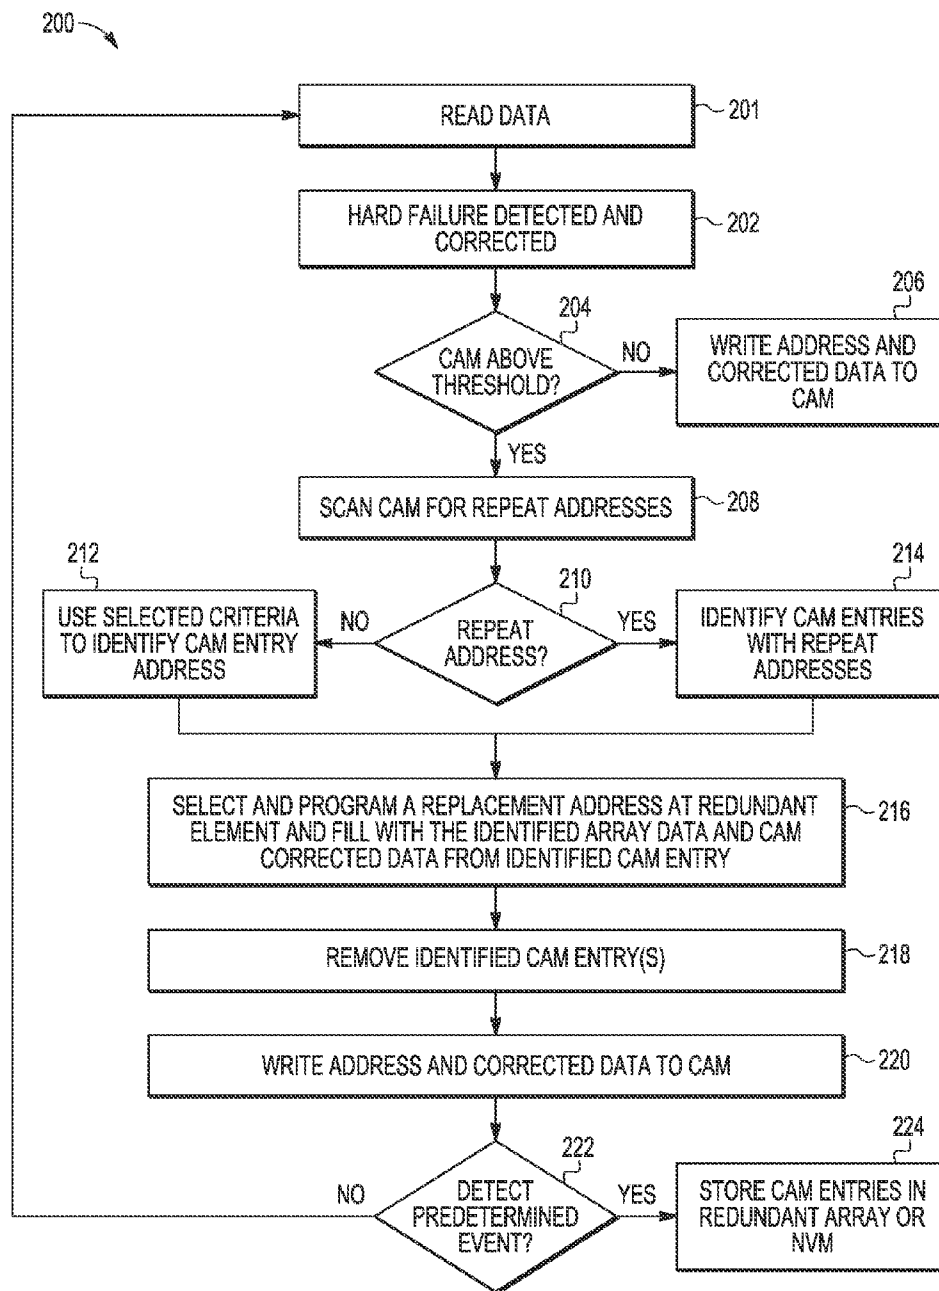 200
READ DATA
201
HARD FAILURE DETECTED AND
CORRECTED
202
204
CAM ABOVE
THRESHOLD?
NO
206
WRITE ADDRESS AND
CORRECTED DATA TO
CAM
YES
SCAN CAM FOR REPEAT ADDRESSES
208
212
USE SELECTED CRITERIA
TO IDENTIFY CAM ENTRY
ADDRESS
NO
210
REPEAT
ADDRESS?
YES
214
IDENTIFY CAM ENTRIES
WITH REPEAT
ADDRESSES
SELECT AND PROGRAM A REPLACEMENT ADDRESS AT REDUNDANT
ELEMENT AND FILL WITH THE IDENTIFIED ARRAY DATA AND CAM
CORRECTED DATA FROM IDENTIFIED CAM ENTRY
216
REMOVE IDENTIFIED CAM ENTRY(S)
218
WRITE ADDRESS AND CORRECTED DATA TO CAM
220
NO
222
DETECT
PREDETERMINED
EVENT?
YES
224
STORE CAM ENTRIES IN
REDUNDANT ARRAY OR
NVM